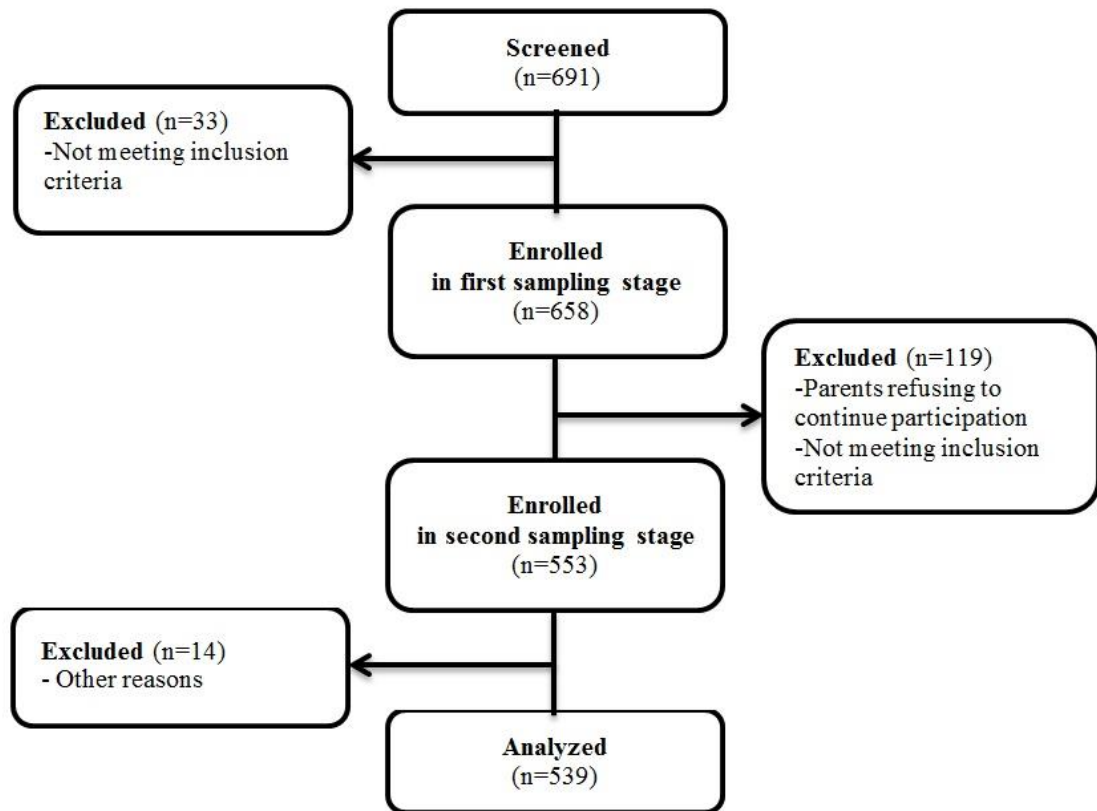 Screened
(n=691)
Excluded (n=33)
-Not meeting inclusion
criteria
Enrolled
in first sampling stage
(n=658)
Excluded (n=119)
-Parents refusing to
continue participation
-Not meeting inclusion
criteria
Enrolled
in second sampling stage
(n=553)
Excluded (n=14)
- Other reasons
Analyzed
(n=539)